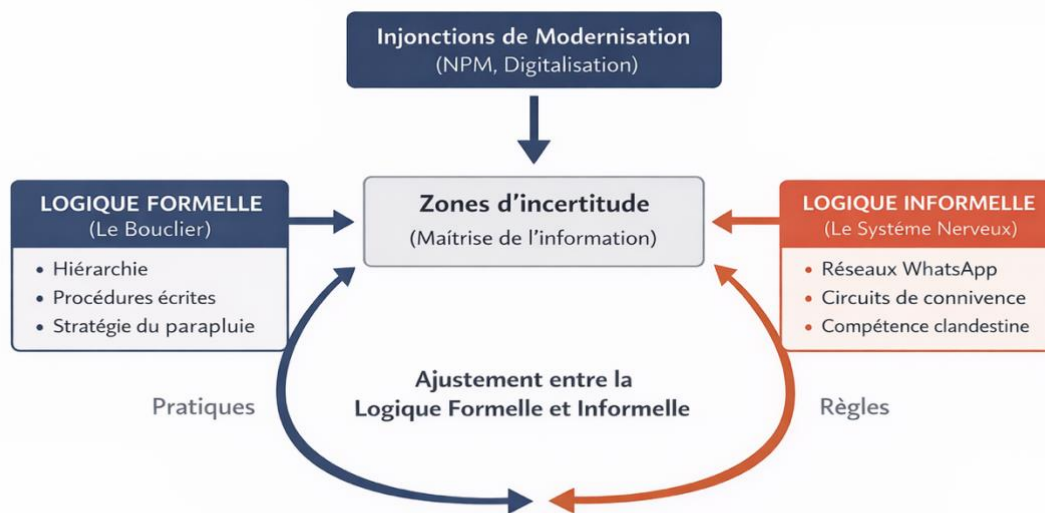 Injonctions de Modernisation
(NPM, Digitalisation)
LOGIQUE FORMELLE
(Le Bouclier)
• Hiérarchie
• Procédures écrites
• Stratégie du parapluie
Zones d'incertitude
(Maîtrise de l'information)
LOGIQUE INFORMELLE
(Le Systéme Nerveux)
• Réseaux WhatsApp
• Circuits de connivence
• Compétence clandestine
Pratiques
Ajustement entre la
Logique Formelle et Informelle
Règles